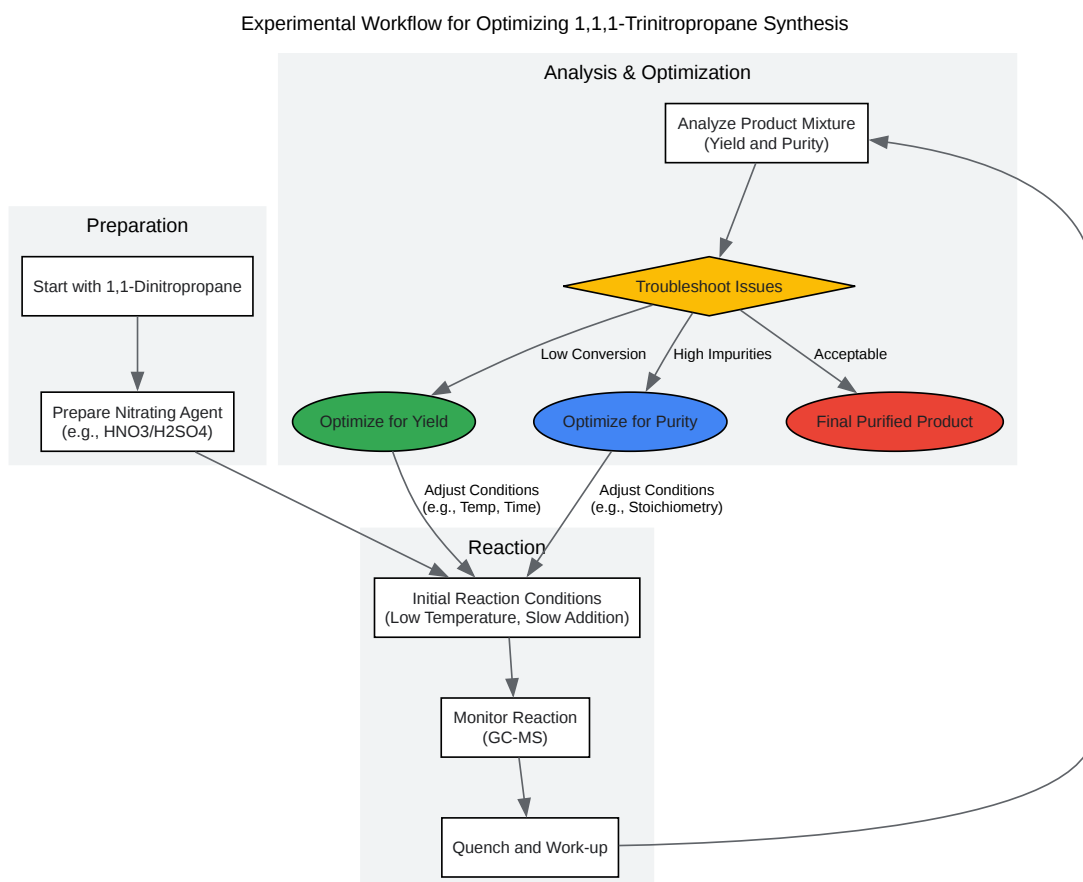 Experimental Workflow for Optimizing 1,1,1-Trinitropropane Synthesis
Analysis & Optimization
Analyze Product Mixture
(Yield and Purity)
Preparation
Start with 1,1-Dinitropropane
Troubleshoot Issues
Low Conversion
High Impurities
Acceptable
Prepare Nitrating Agent
(e.g., HNO3/H2SO4)
Optimize for Yield
Optimize for Purity
Final Purified Product
Adjust Conditions
(e.g., Temp, Time)
Adjust Conditions
(e.g., Stoichiometry)
Reaction
Initial Reaction Conditions
(Low Temperature, Slow Addition)
Monitor Reaction
(GC-MS)
Quench and Work-up